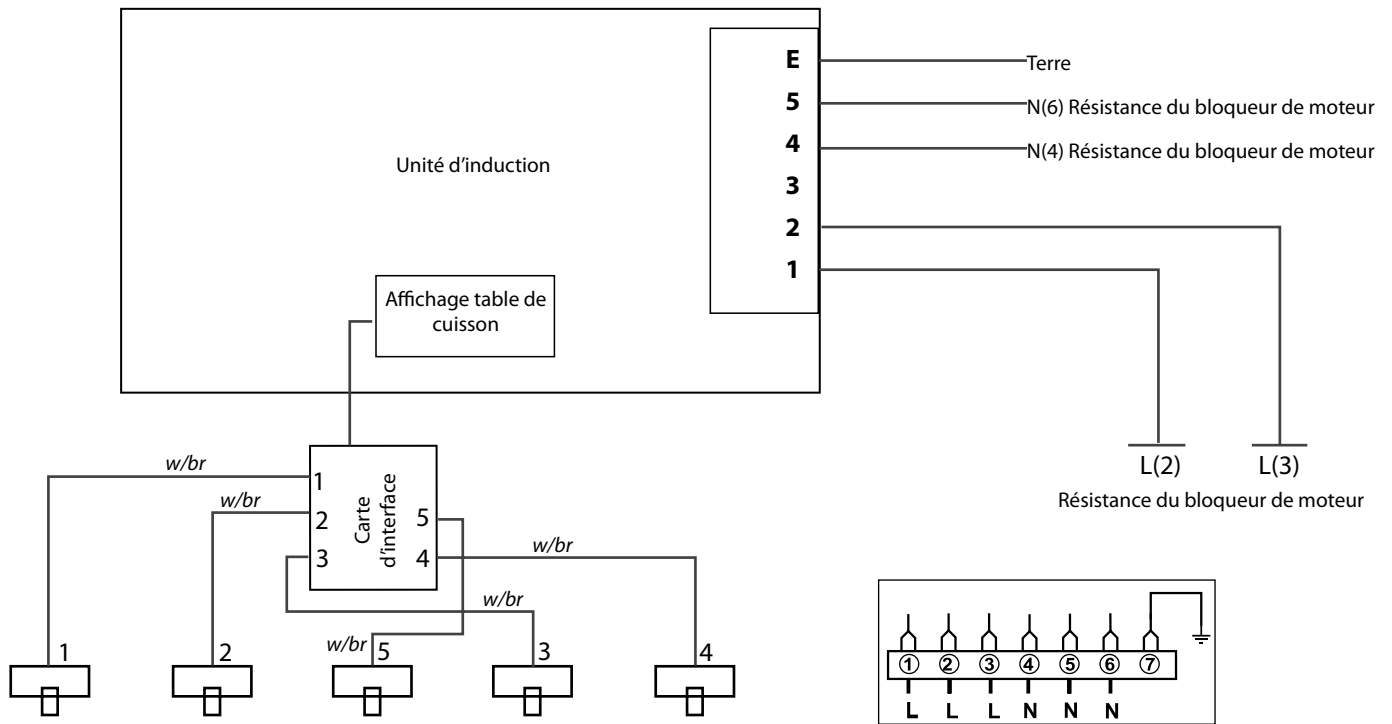 E
Terre
5
N(6) Résistance du bloqueur de moteur
4
N(4) Résistance du bloqueur de moteur
Unité d’induction
3
2
1
Affichage table de
cuisson
L(2)
L(3)
Résistance du bloqueur de moteur
w/br
1
w/br
2
5
3
4
Carte
d’interface
w/br
w/br
w/br
1
2
5
3
4
1 2 3 4 5 6 7
L L L N N N